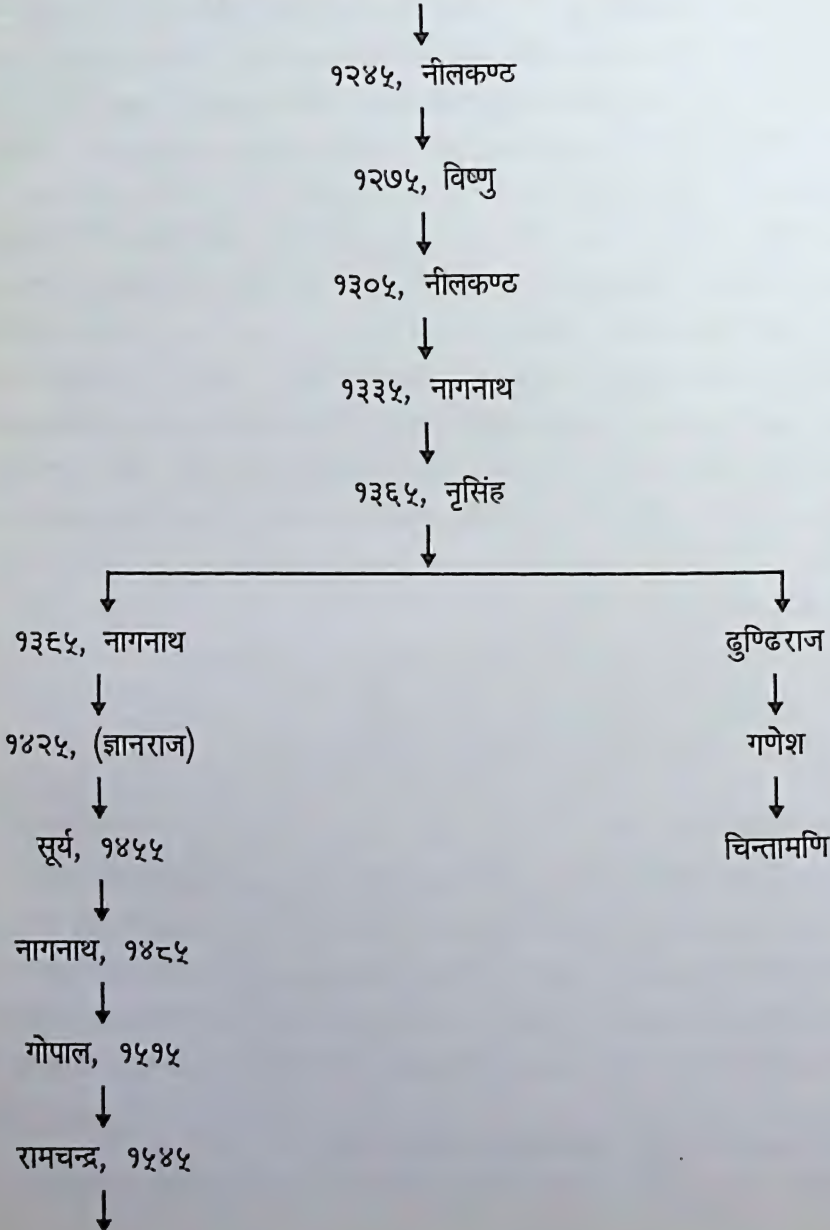 १२४५, नीलकण्ठ
१२७५, विष्णु
१३०५, नीलकण्ठ
१३३५, नागनाथ
१३६५, नृसिंह
१३९५, नागनाथ ढुण्ढिराज
१४२५, (ज्ञानराज) गणेश
सूर्य, १४५५ चिन्तामणि
नागनाथ, १४८५
गोपाल, १५१५
रामचन्द्र, १५४५